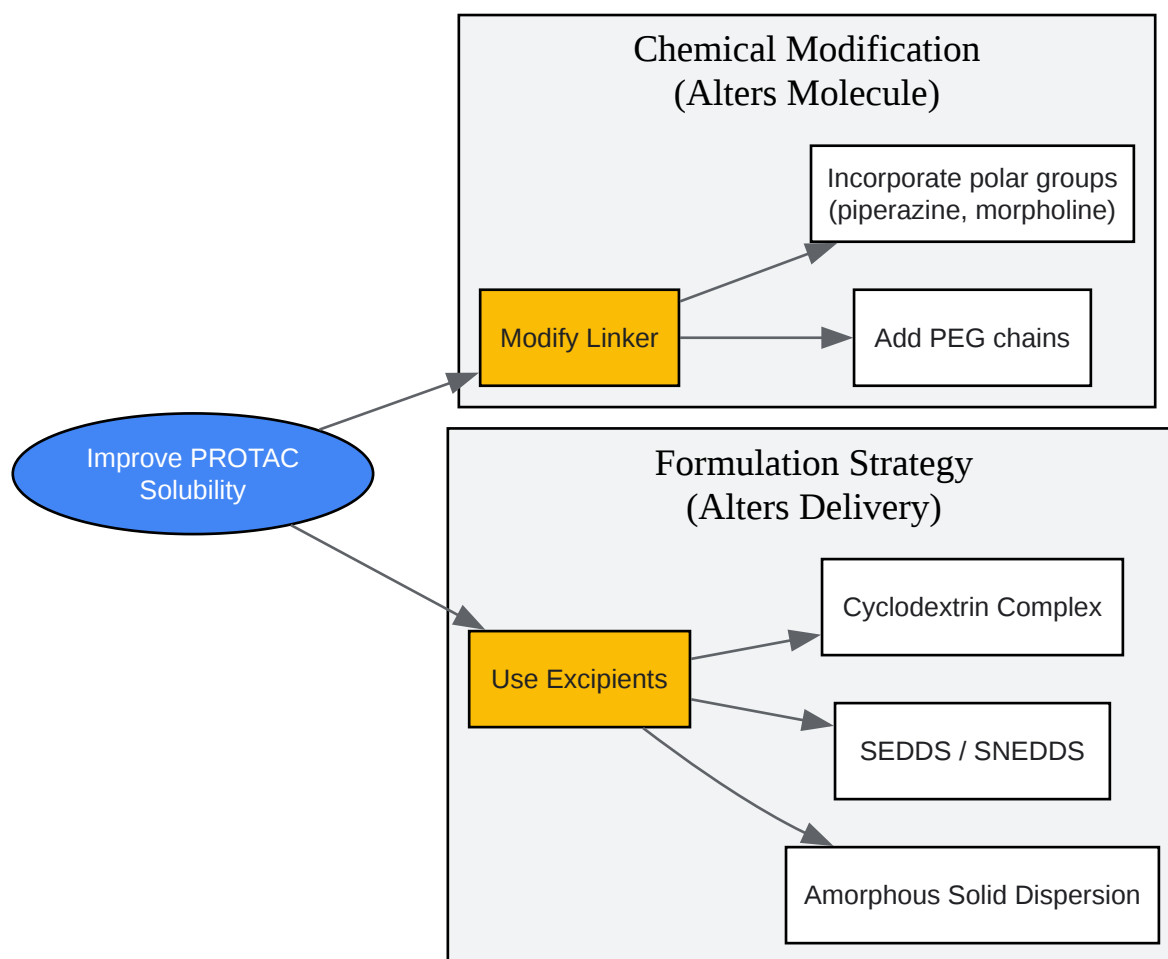 Chemical Modification
(Alters Molecule)
Incorporate polar groups
(piperazine, morpholine)
Modify Linker
Add PEG chains
Improve PROTAC
Solubility
Formulation Strategy
(Alters Delivery)
Cyclodextrin Complex
Use Excipients
SEDDS / SNEDDS
Amorphous Solid Dispersion